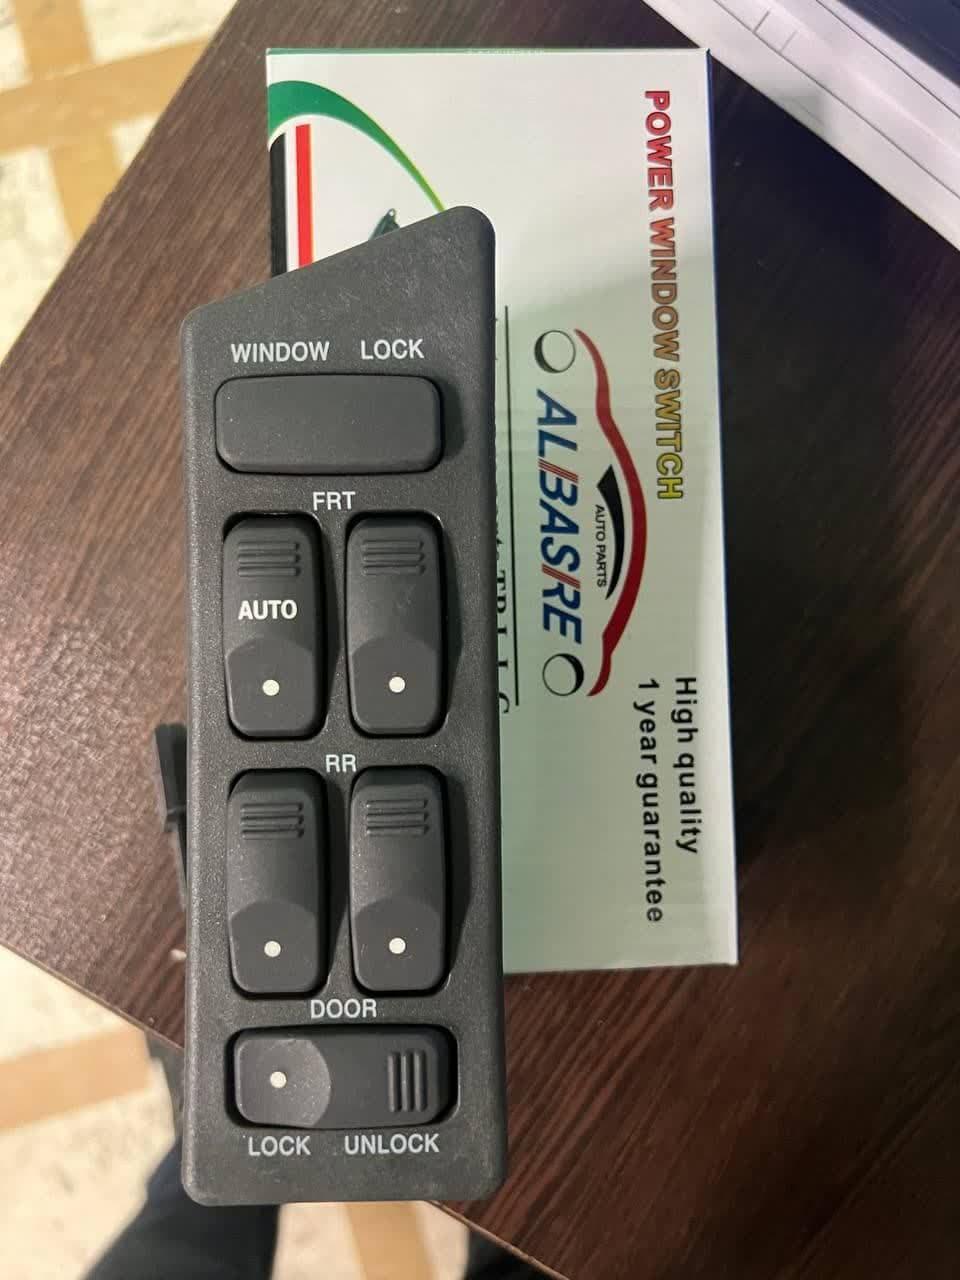 WINDOW LOCK
FRT
AUTO
RR
DOOR
LOCK UNLOCK
POWER WINDOW SWITCH
ALBASIRE
AUTO PARTS
High quality
1 year guarantee
TR L.L.C